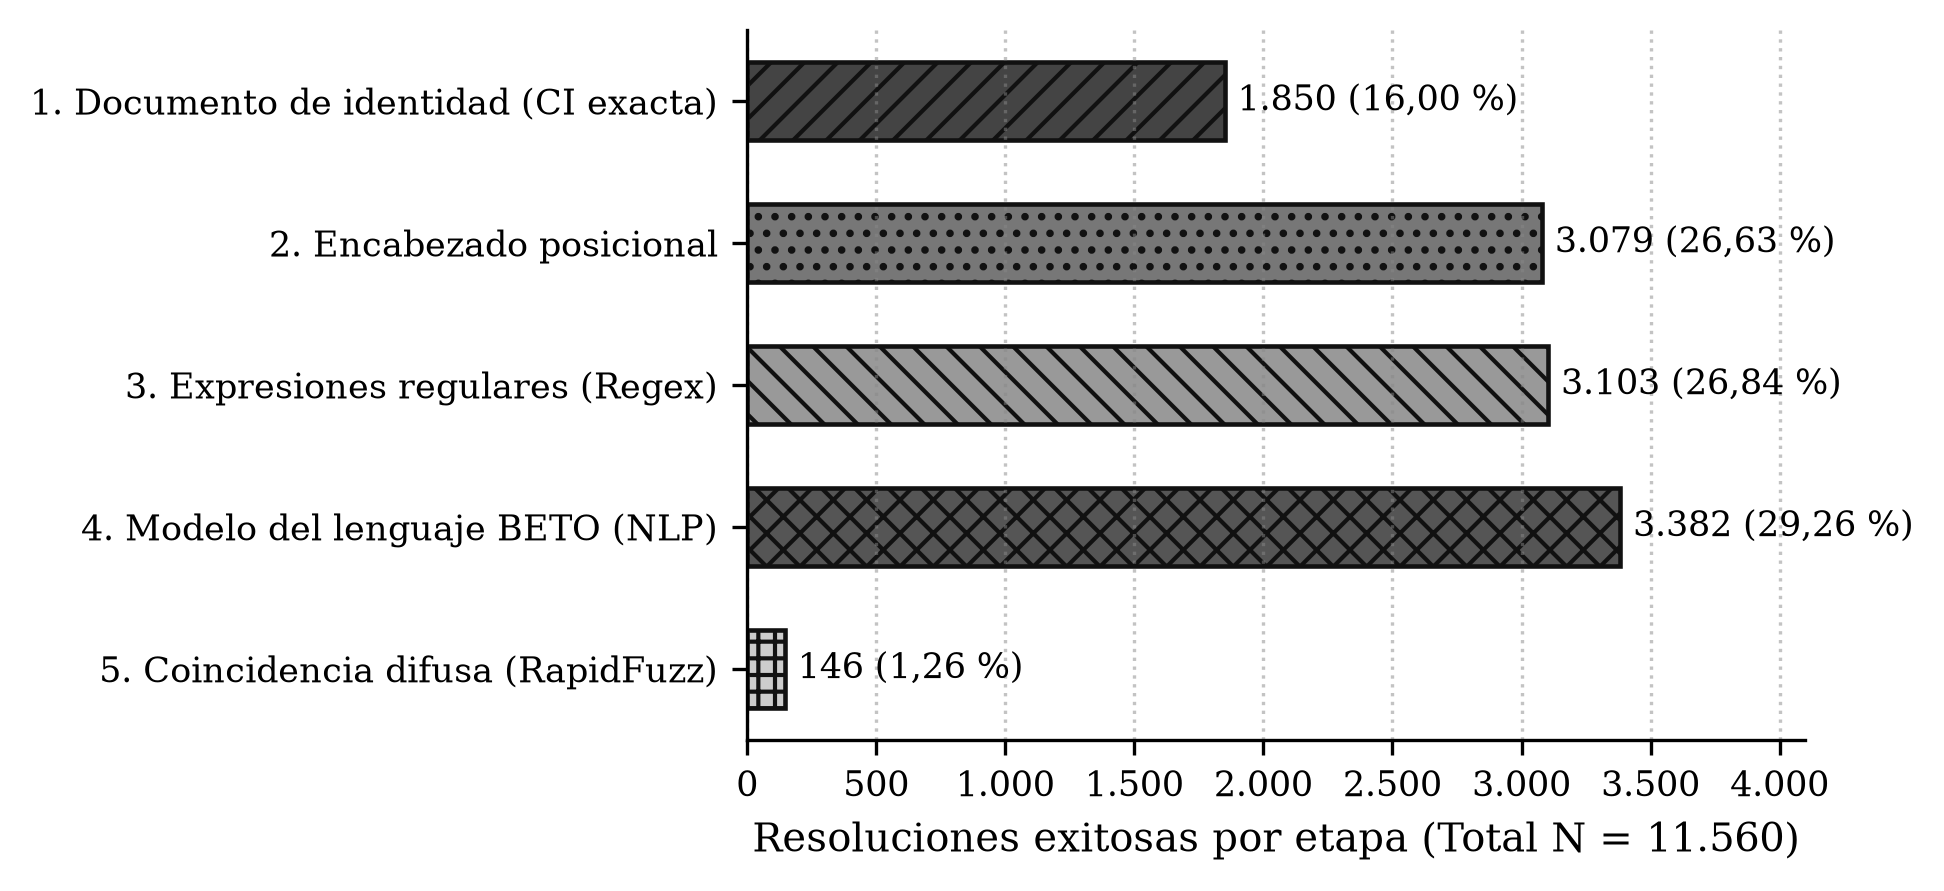 1. Documento de identidad (CI exacta) 1.850 (16,00 %)
2. Encabezado posicional 3.079 (26,63 %)
3. Expresiones regulares (Regex) 3.103 (26,84 %)
4. Modelo del lenguaje BETO (NLP) 3.382 (29,26 %)
5. Coincidencia difusa (RapidFuzz) 146 (1,26 %)
0 500 1.000 1.500 2.000 2.500 3.000 3.500 4.000
Resoluciones exitosas por etapa (Total N = 11.560)